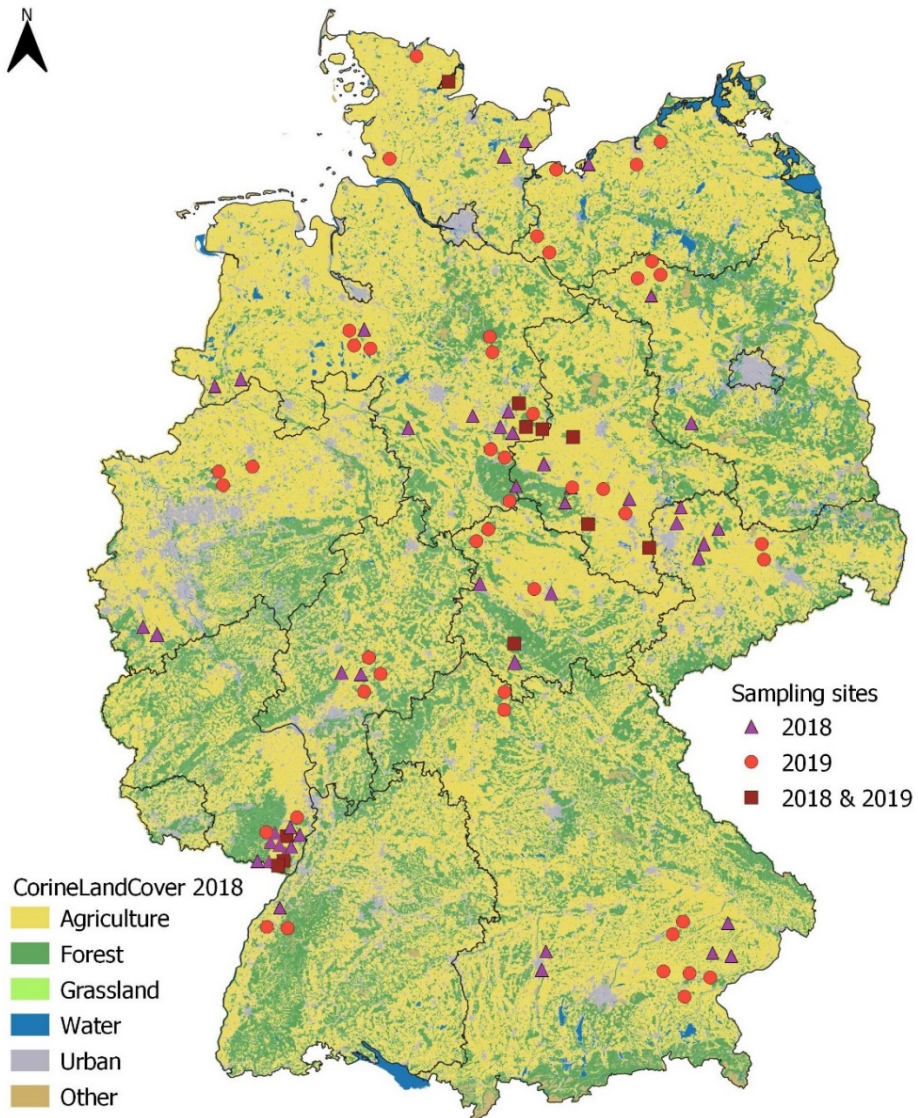 N
Sampling sites
2018
2019
2018 & 2019
CorineLandCover 2018
Agriculture
Forest
Grassland
Water
Urban
Other